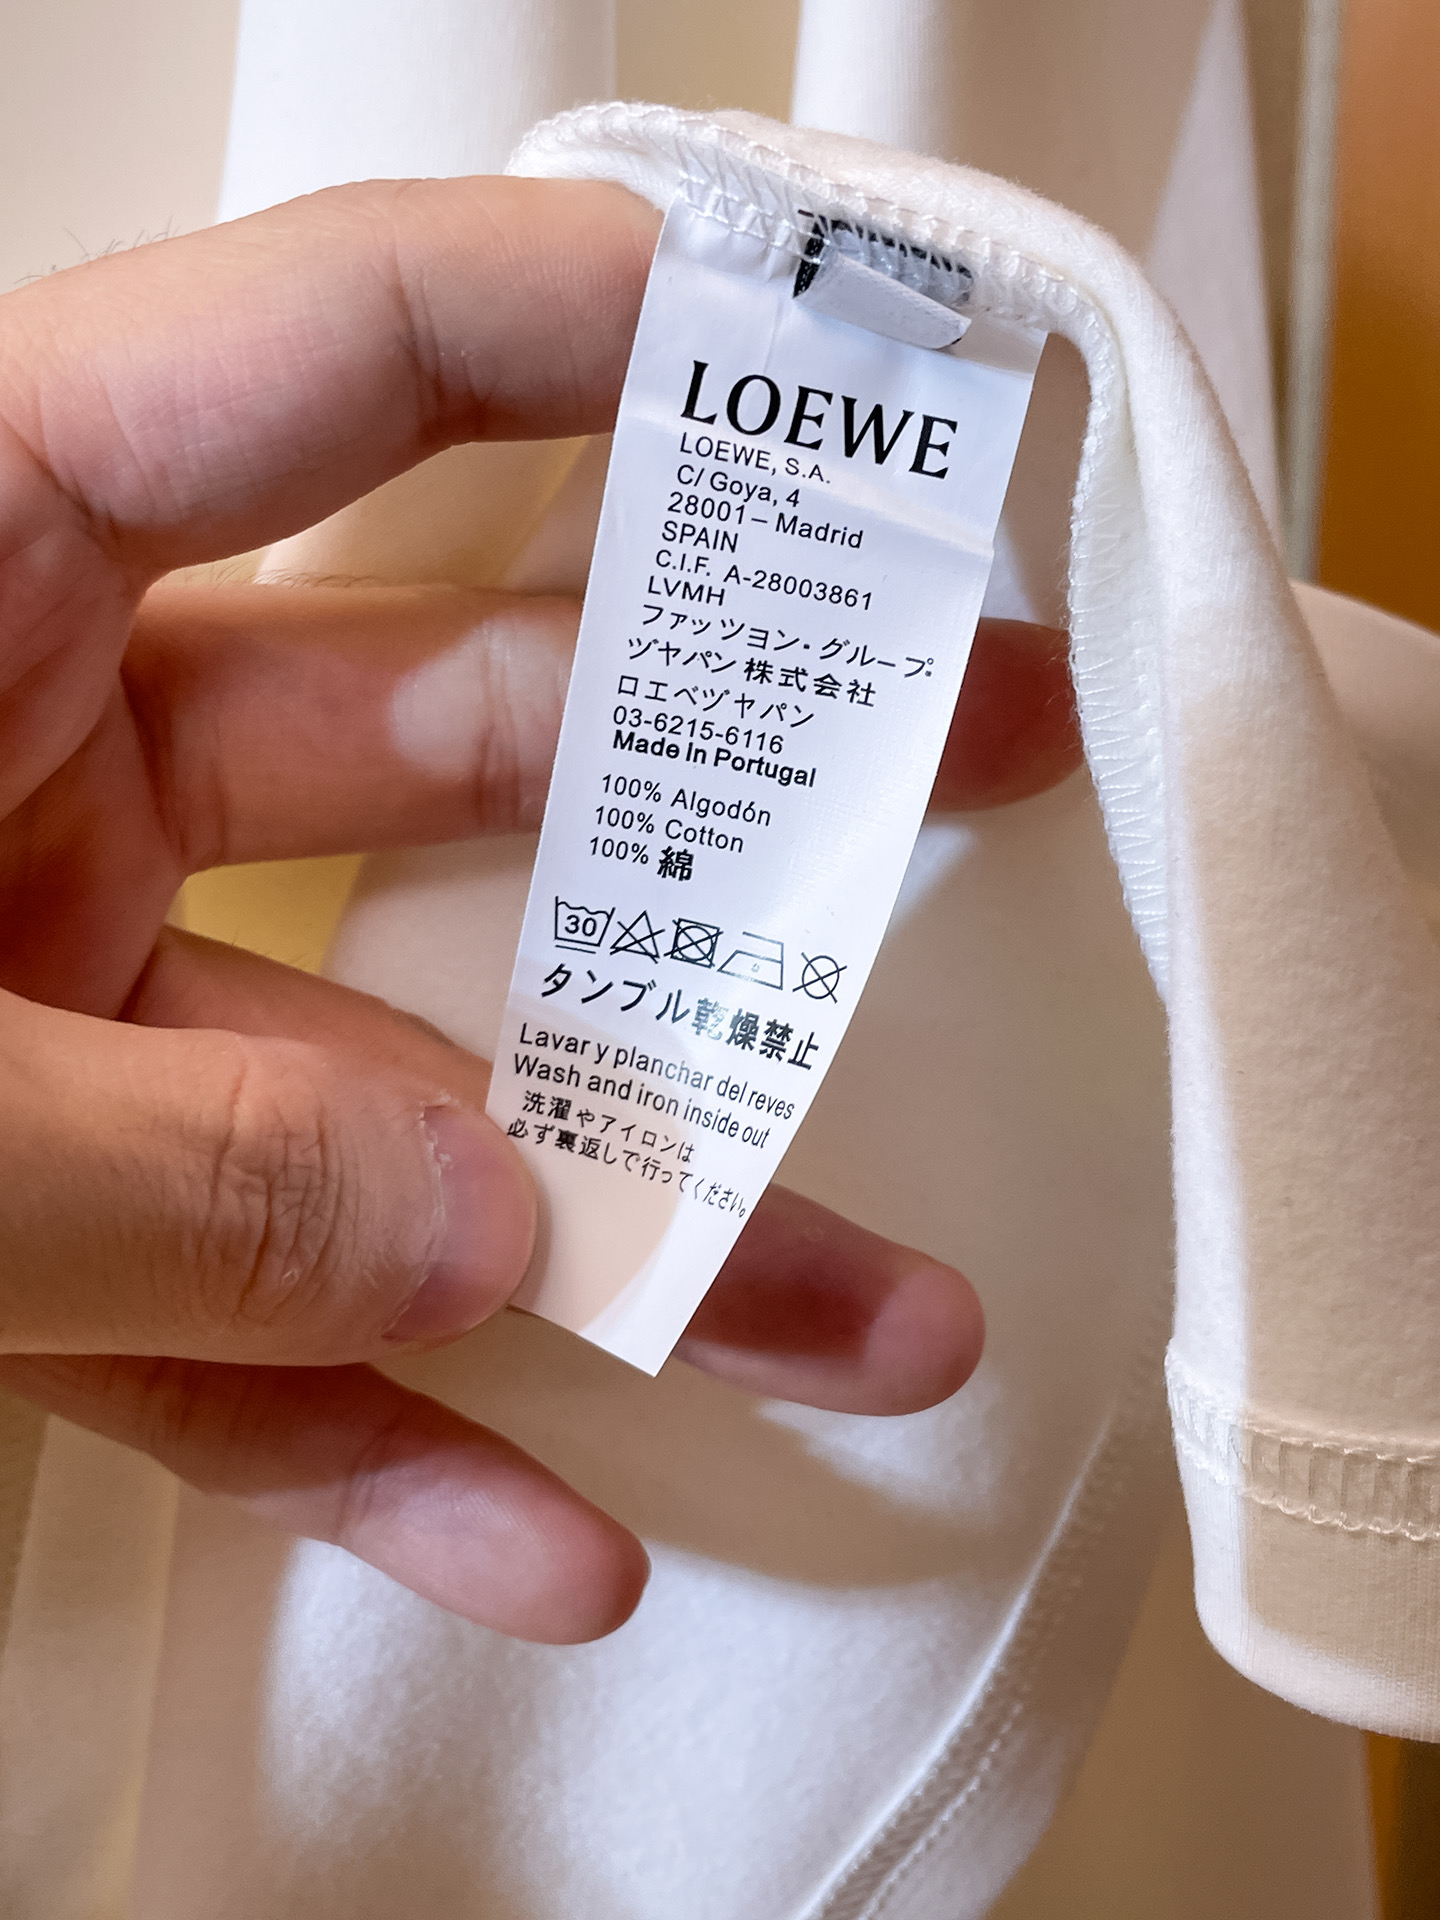 LOEWE
LOEWE, S.A.
C/ Goya, 4
28001 – Madrid
SPAIN
C.I.F. A-28003861
LVMH
ファッツョン・グループ。
ヅャパン株式会社
ロエベヅャパン
03-6215-6116
Made In Portugal
100% Algodón
100% Cotton
100% 綿
30
タンブル乾燥禁止
Lavar y planchar del reves
Wash and iron inside out
洗濯やアイロンは
必ず裏返しで行ってください。